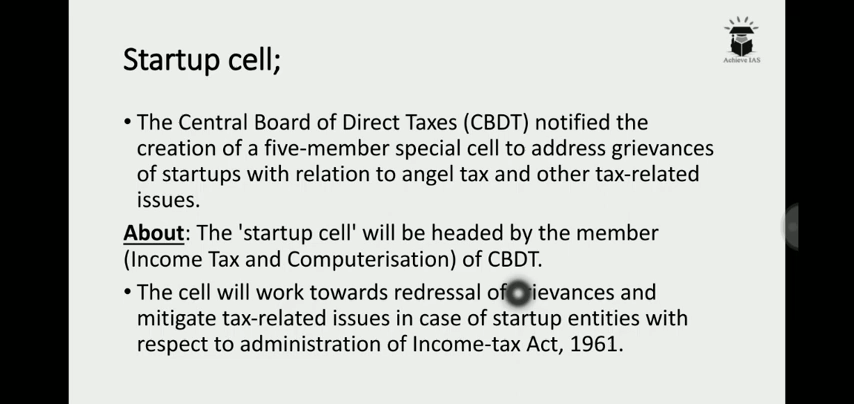 Achieve IAS
Startup cell;
• The Central Board of Direct Taxes (CBDT) notified the
creation of a five-member special cell to address grievances
of startups with relation to angel tax and other tax-related
issues.
About: The 'startup cell' will be headed by the member
(Income Tax and Computerisation) of CBDT.
• The cell will work towards redressal of grievances and
mitigate tax-related issues in case of startup entities with
respect to administration of Income-tax Act, 1961.